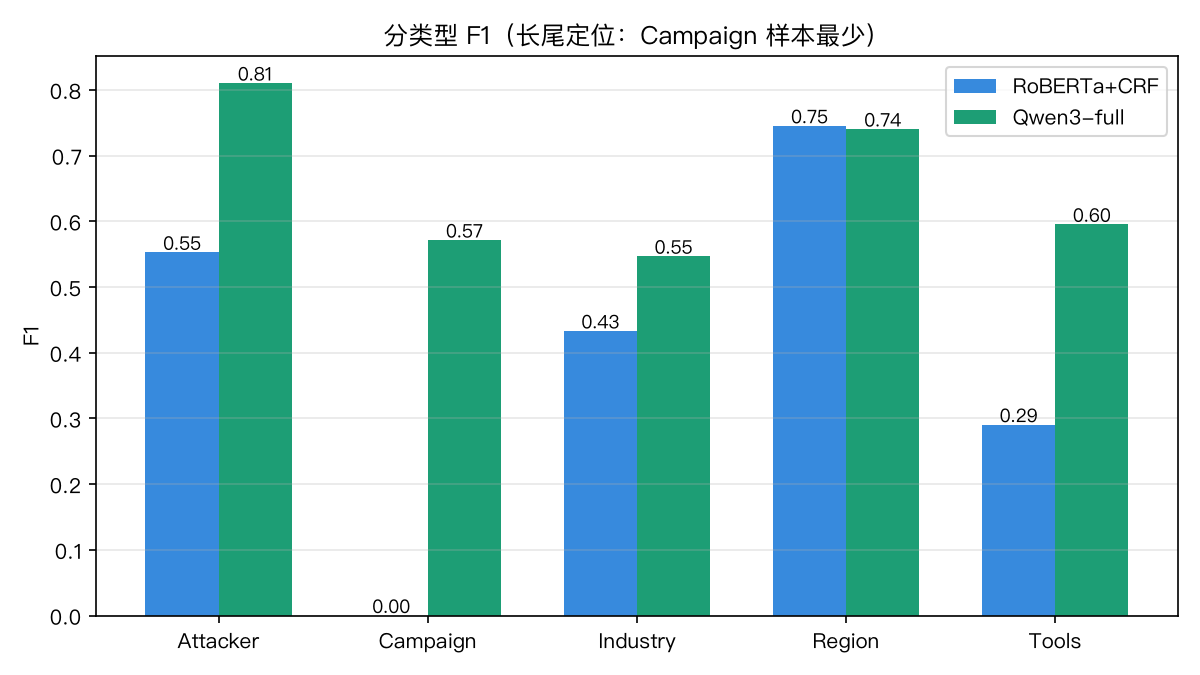 分类型 F1（长尾定位：Campaign 样本最少）
RoBERTa+CRF
Qwen3−full
F1
0.8
0.7
0.6
0.5
0.4
0.3
0.2
0.1
0.0
0.55
0.81
0.00
0.57
0.43
0.55
0.75
0.74
0.29
0.60
Attacker
Campaign
Industry
Region
Tools